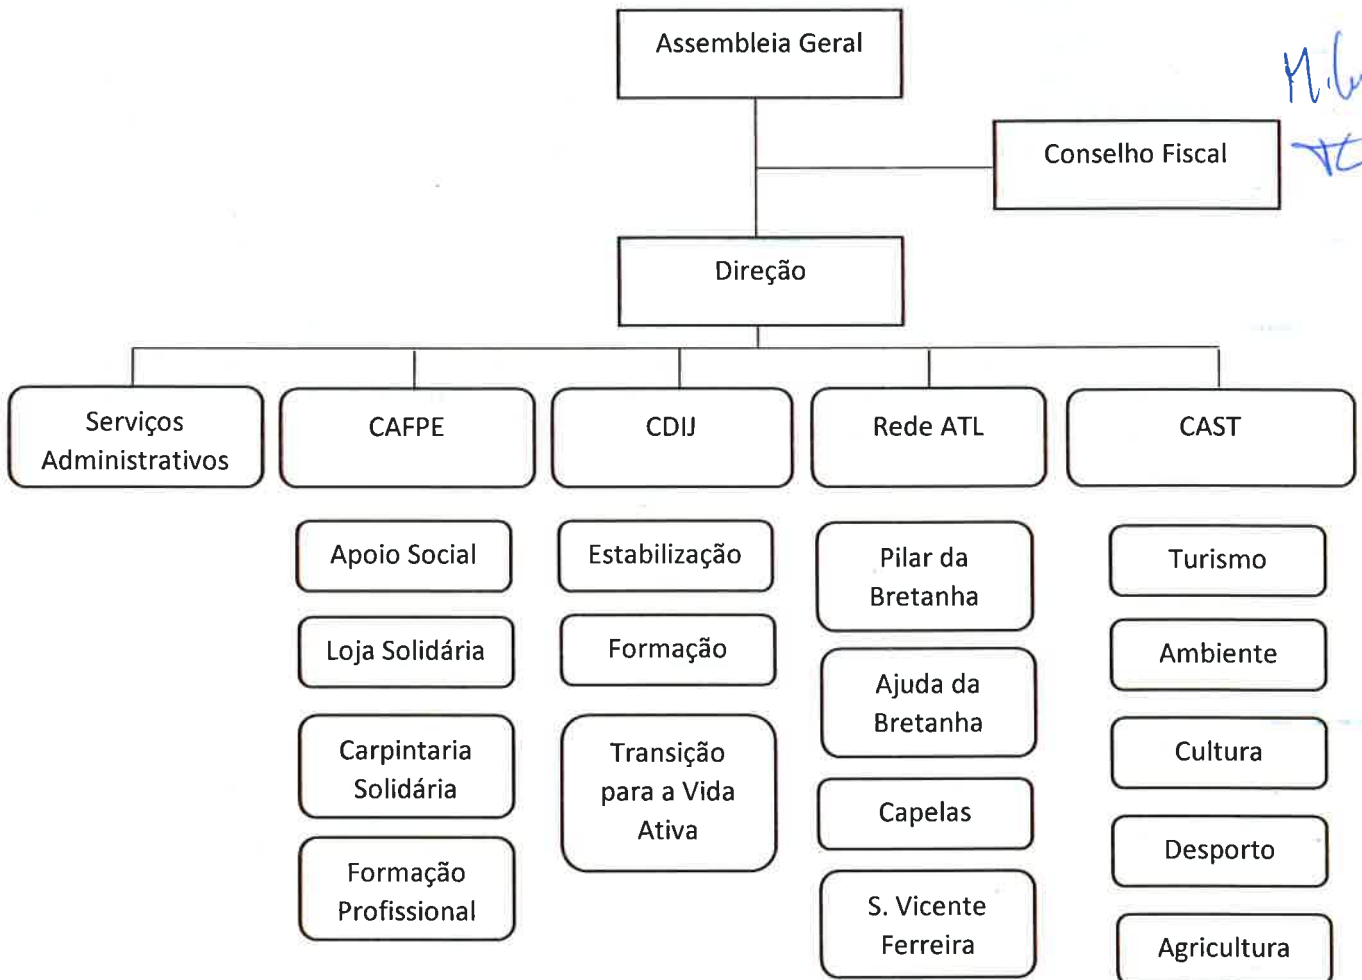 Assembleia Geral
Conselho Fiscal
Direção
Serviços
Administrativos
CAFPE
CDIJ
Rede ATL
CAST
Apoio Social
Loja Solidária
Carpintaria
Solidária
Formação
Profissional
Estabilização
Formação
Transição
para a Vida
Ativa
Pilar da
Bretanha
Ajuda da
Bretanha
Capelas
S. Vicente
Ferreira
Turismo
Ambiente
Cultura
Desporto
Agricultura